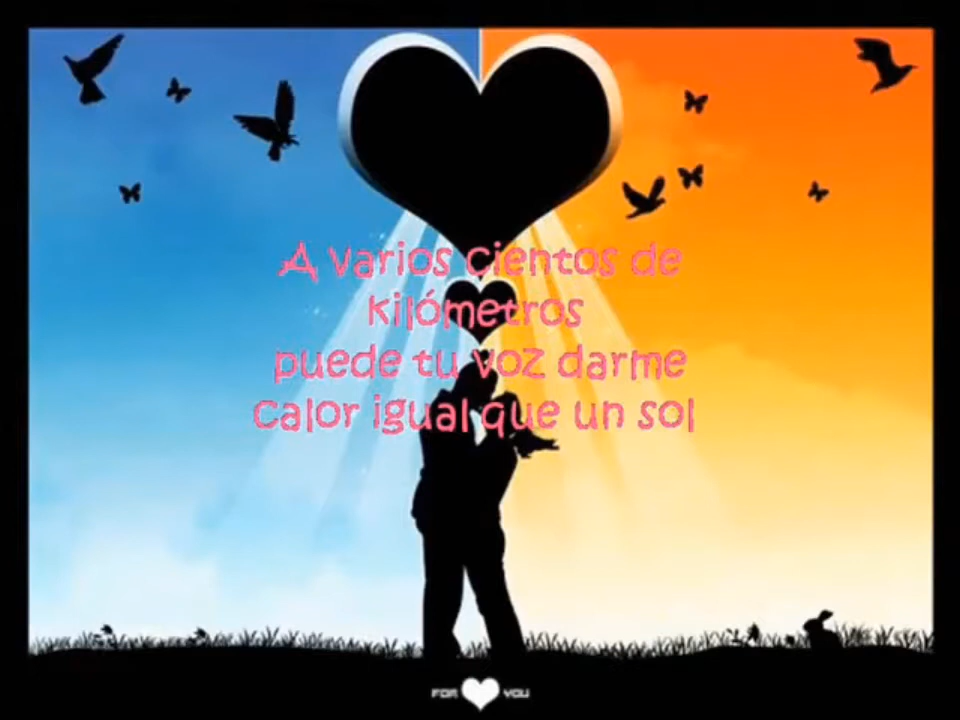 A varios cientos de
kilómetros
puede tu voz darme
calor igual que un sol
FOR YOU